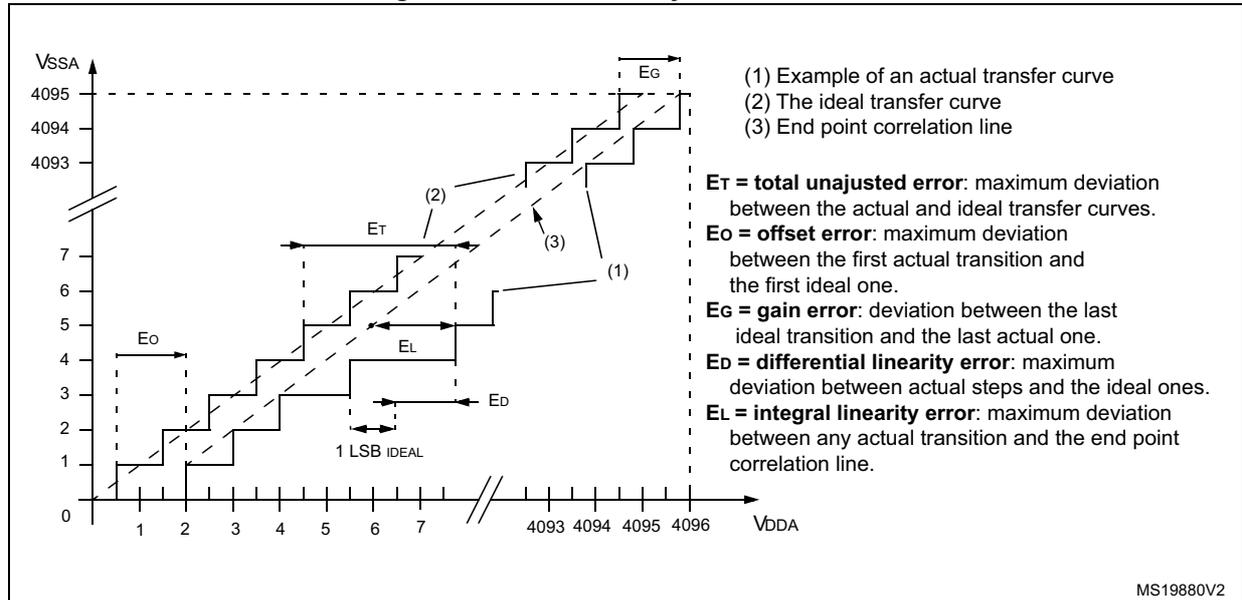 VSSA
4095
4094
4093
7
6
5
4
3
2
1
0
EO
ET
(2)
EG
(3)
(1)
EL
ED
1 LSB IDEAL
1 2 3 4 5 6 7 4093 4094 4095 4096
VDDA
(1) Example of an actual transfer curve
(2) The ideal transfer curve
(3) End point correlation line
ET = total unajusted error: maximum deviation
between the actual and ideal transfer curves.
EO = offset error: maximum deviation
between the first actual transition and
the first ideal one.
EG = gain error: deviation between the last
ideal transition and the last actual one.
ED = differential linearity error: maximum
deviation between actual steps and the ideal ones.
EL = integral linearity error: maximum deviation
between any actual transition and the end point
correlation line.
MS19880V2